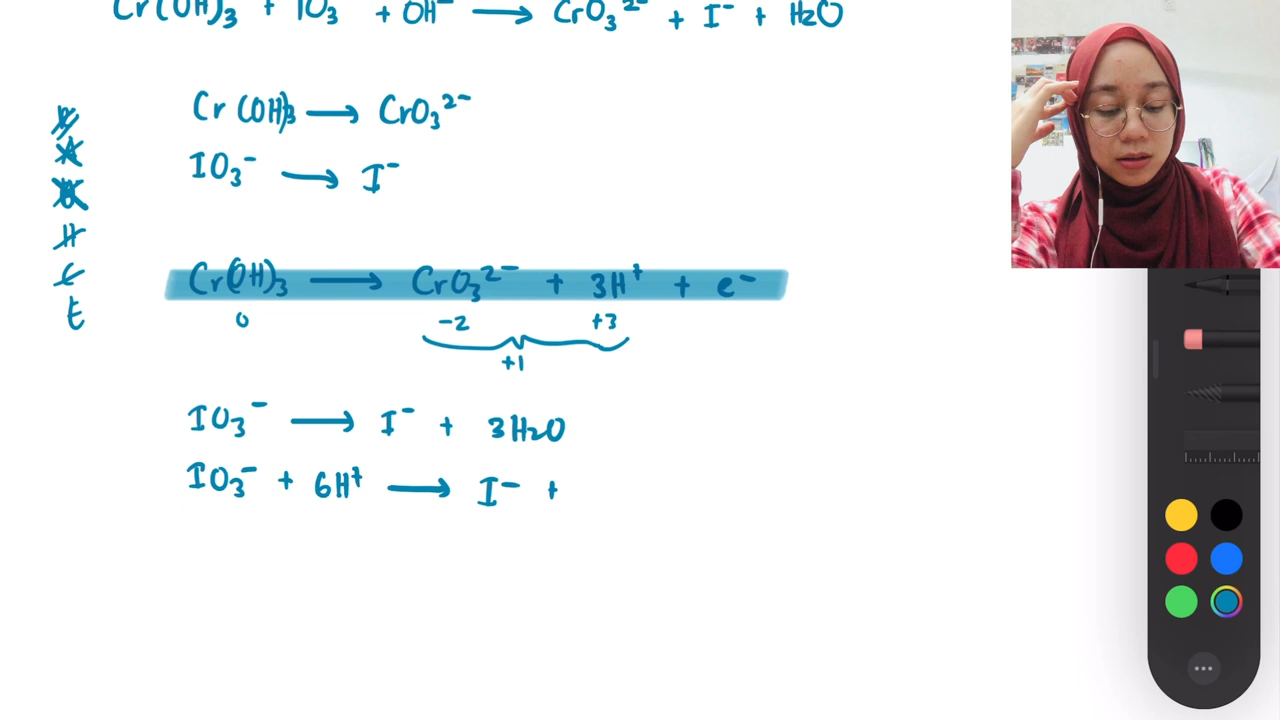 Cr(OH)3 + IO3 + OH⁻ ⟶ CrO3²⁻ + I⁻ + H2O
Cr(OH)3 ⟶ CrO3²⁻
IO3⁻ ⟶ I⁻
H
C
E
Cr(OH)3 ⟶ CrO3²⁻ + 3H⁺ + e⁻
0 -2 +3
+1
IO3⁻ ⟶ I⁻ + 3H2O
IO3⁻ + 6H⁺ ⟶ I⁻ +